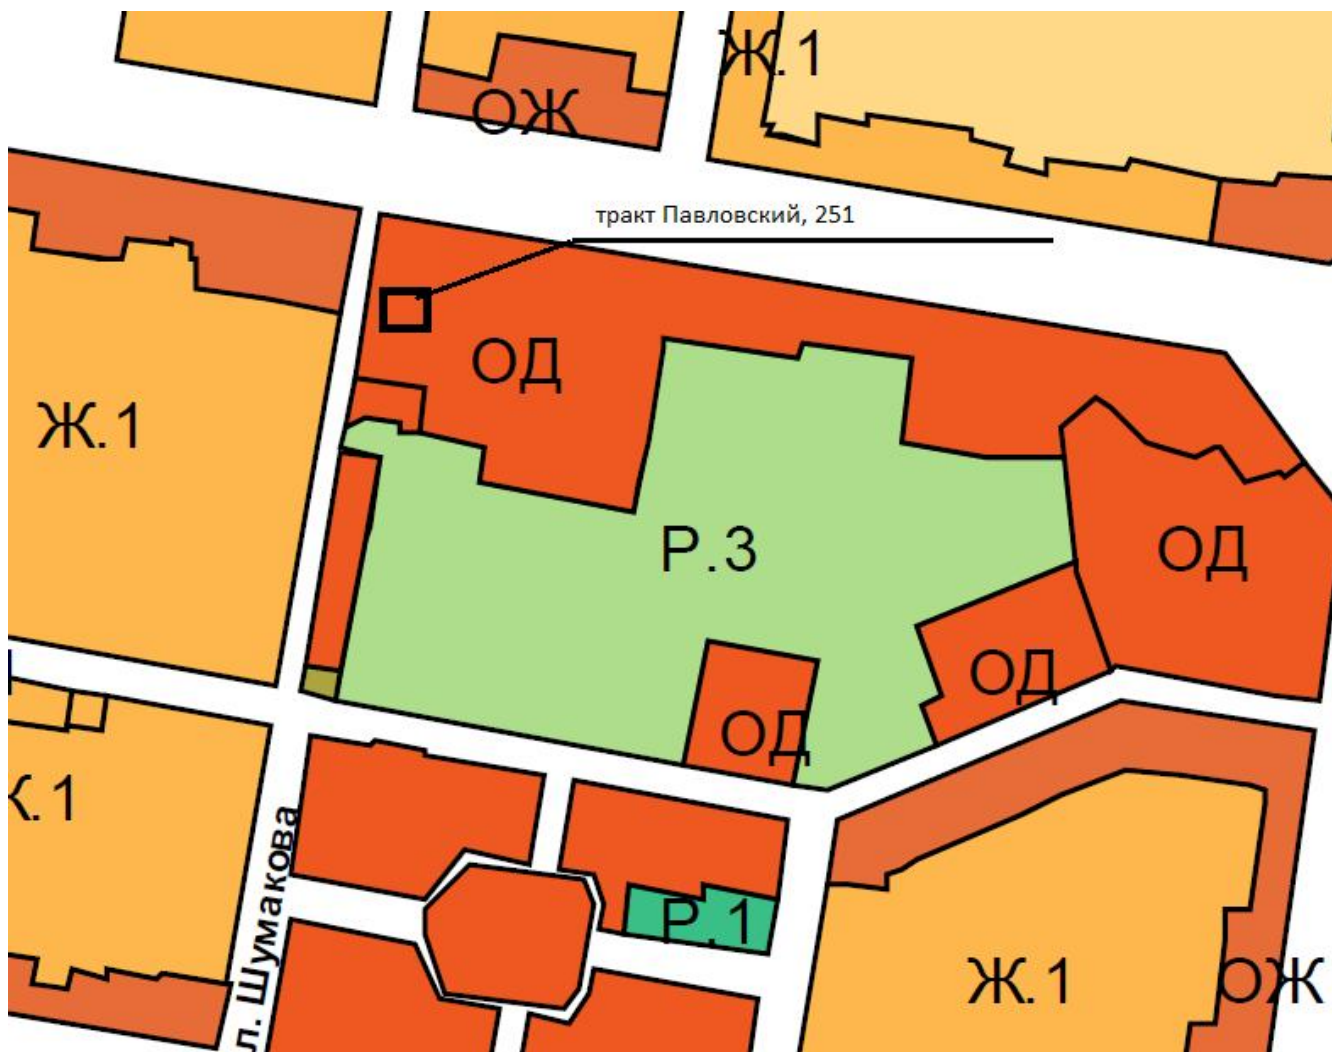 Ж.1
ОЖ
тракт Павловский, 251
ОД
Ж.1
Р.3
ОД
ОД
ОД
Ж.1
л. Шумакова
Р.1
Ж.1
ОЖ